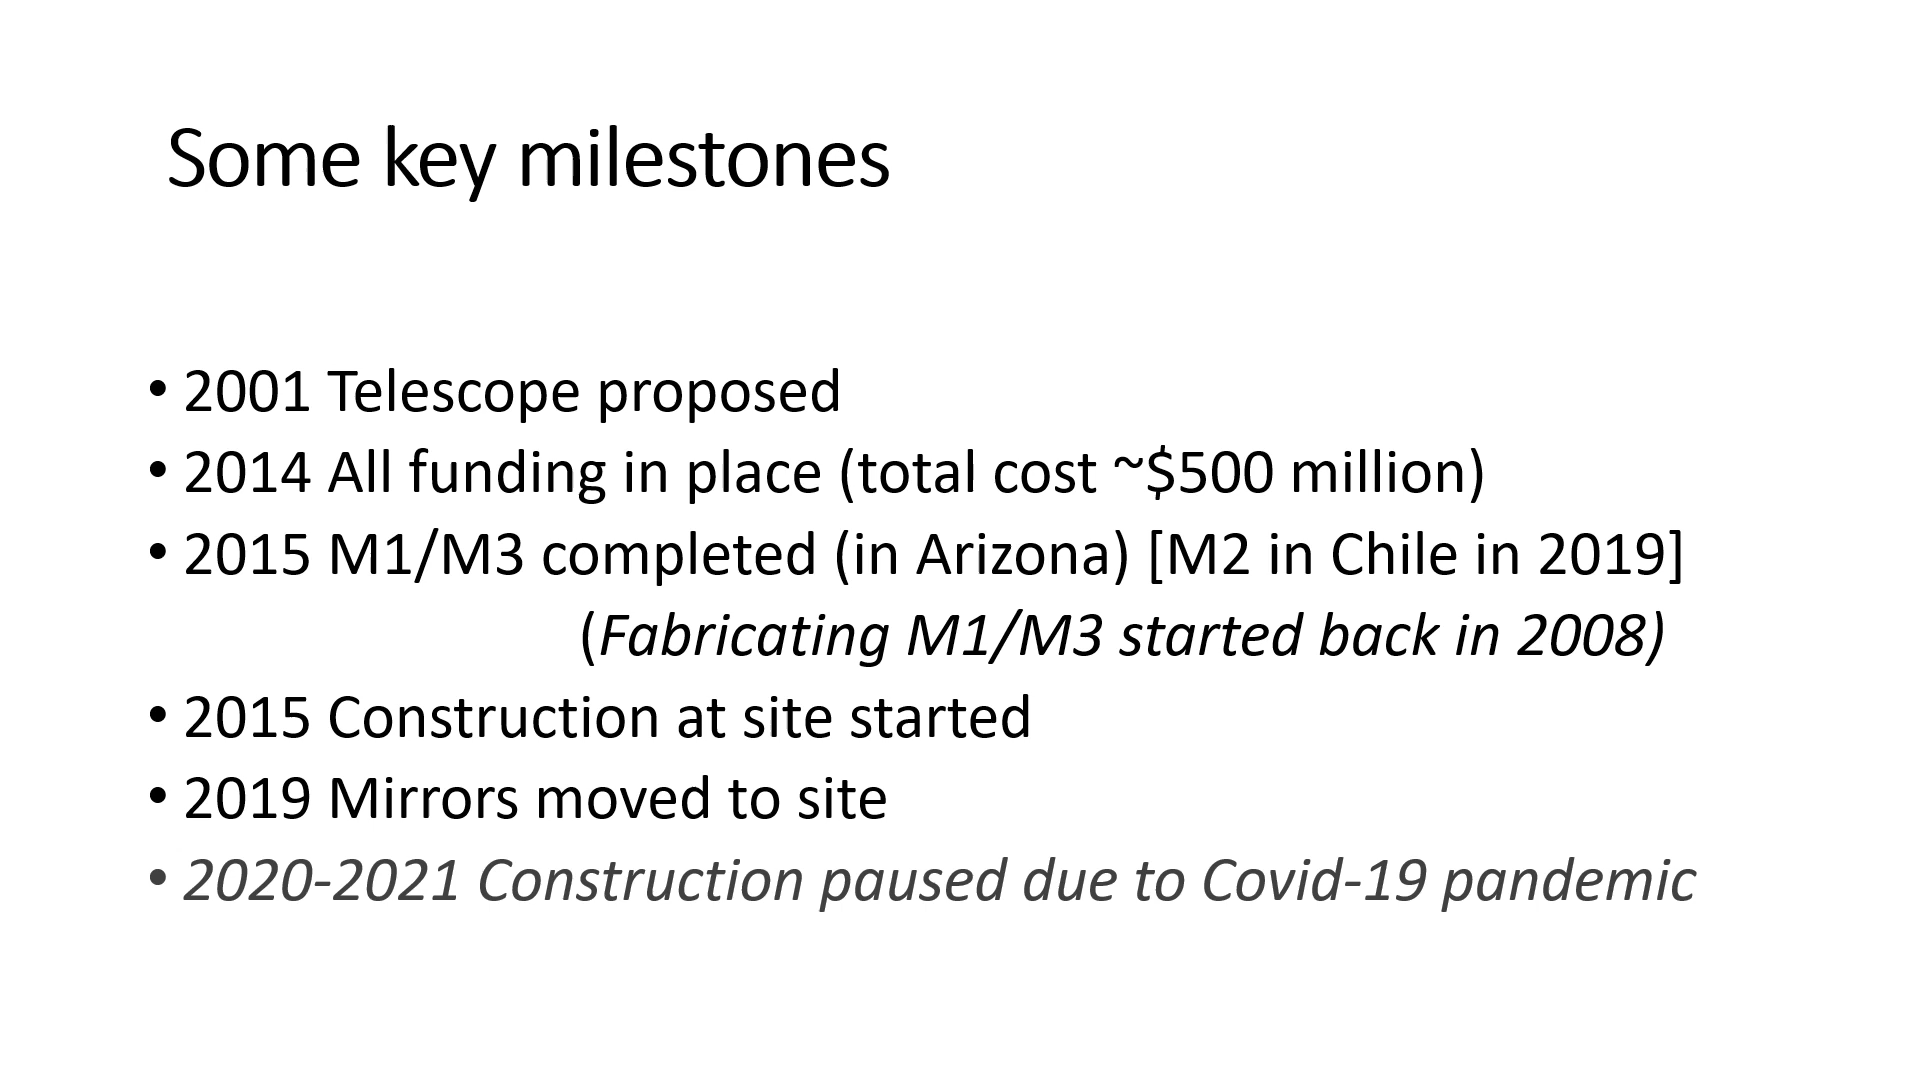 Some key milestones
• 2001 Telescope proposed
• 2014 All funding in place (total cost ~$500 million)
• 2015 M1/M3 completed (in Arizona) [M2 in Chile in 2019]
(Fabricating M1/M3 started back in 2008)
• 2015 Construction at site started
• 2019 Mirrors moved to site
• 2020-2021 Construction paused due to Covid-19 pandemic